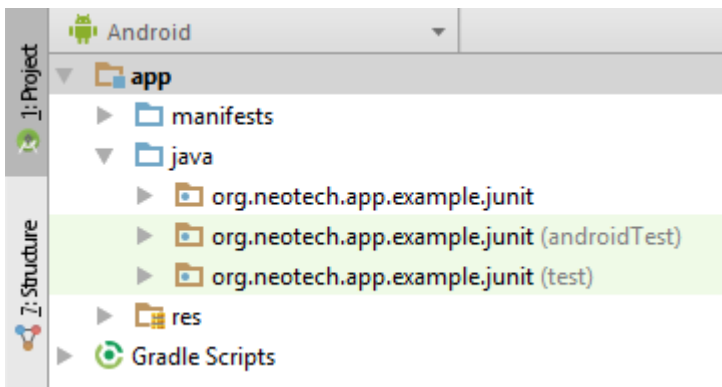 Android
1: Project
app
manifests
java
org.neotech.app.example.junit
org.neotech.app.example.junit (androidTest)
org.neotech.app.example.junit (test)
7: Structure
res
Gradle Scripts